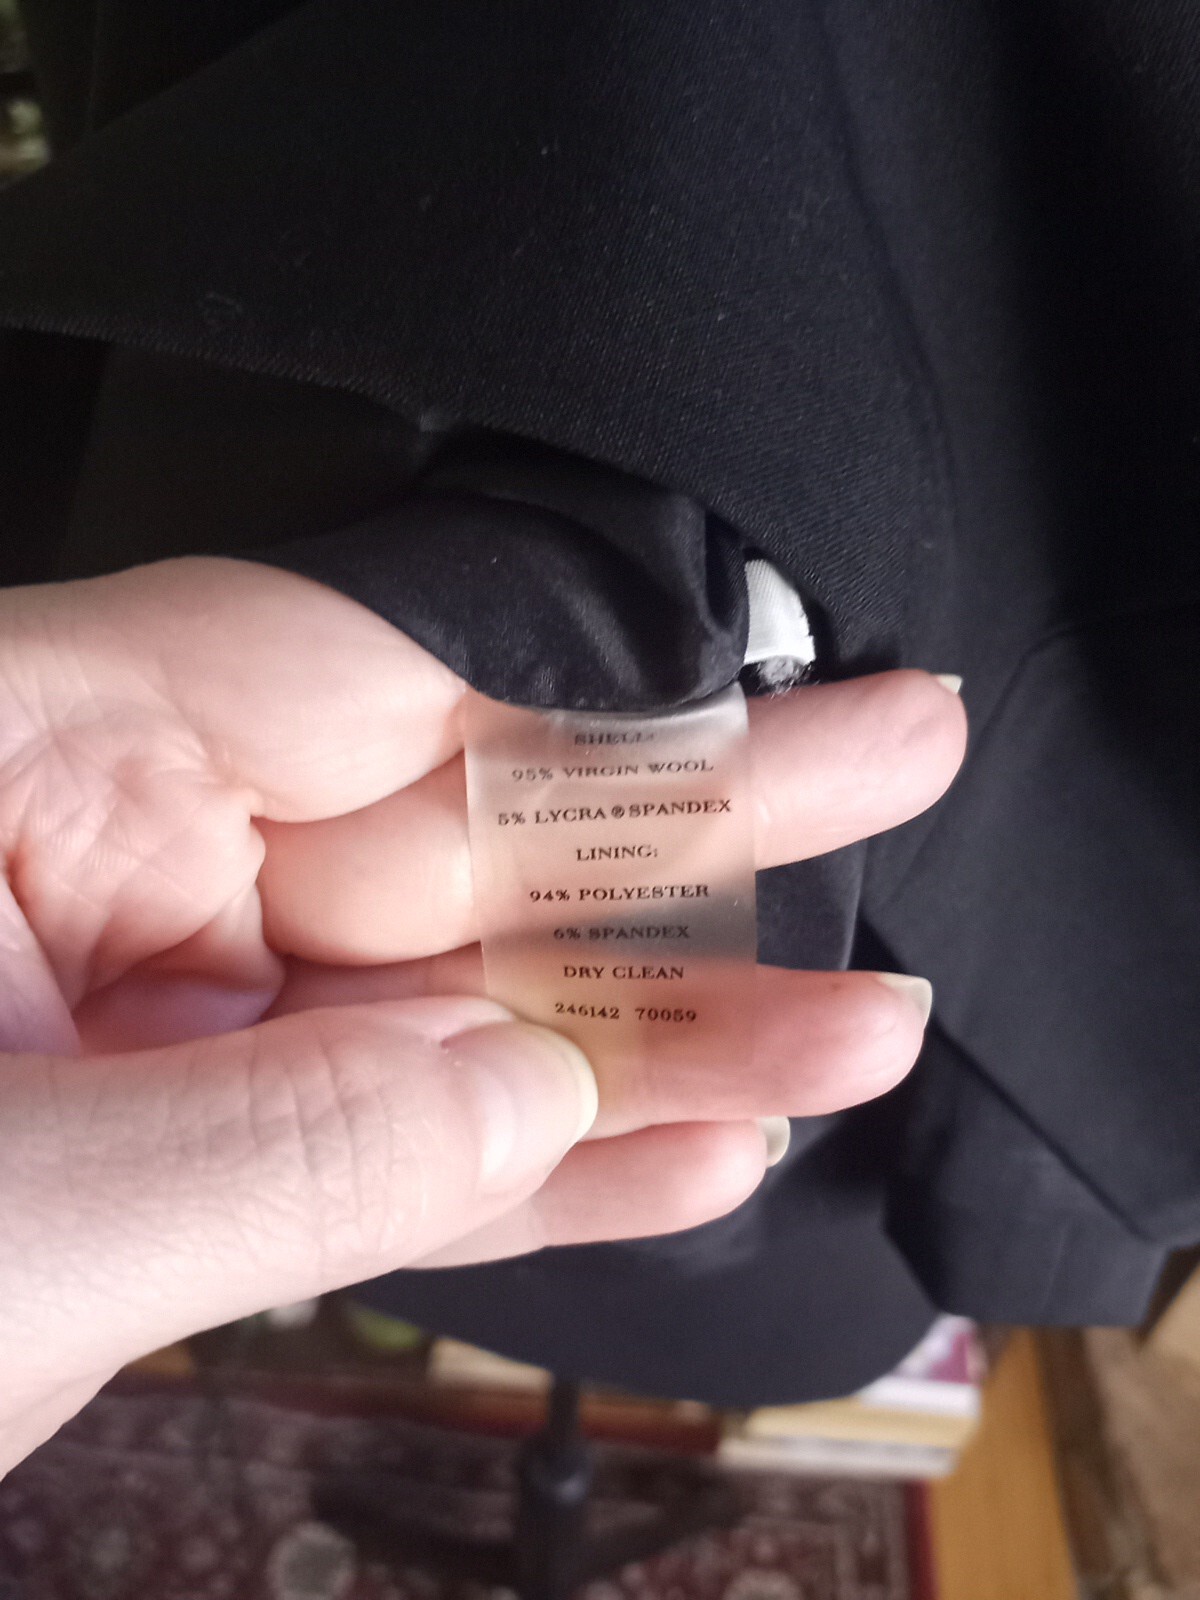 SHELL:
95% VIRGIN WOOL
5% LYCRA®SPANDEX
LINING:
94% POLYESTER
6% SPANDEX
DRY CLEAN
246142 70059